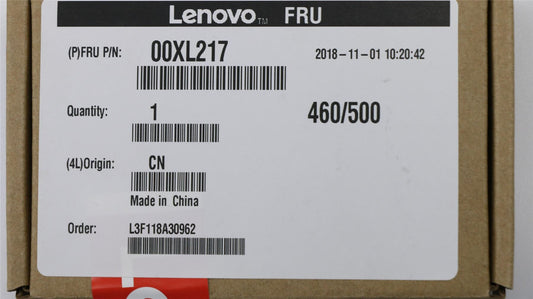 Lenovo™ FRU
(P)FRU P/N: 00XL217 2018-11-01 10:20:42
Quantity: 1 460/500
(4L)Origin: CN
Made in China
Order: L3F118A30962